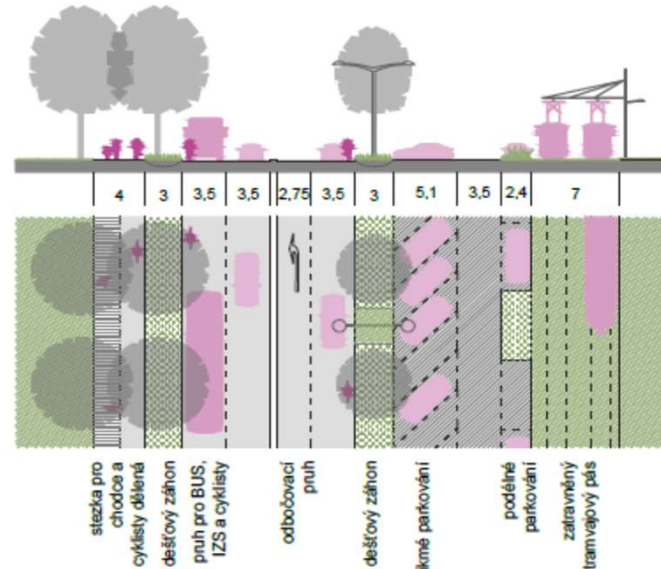 4 3 3,5 3,5 2,75 3,5 3 5,1 3,5 2,4 7
stezka pro
chodce a
cyklisty dělená
dešťový záhon
pruh pro BUS,
IZS a cyklisty
odbočovací
pruh
dešťový záhon
kmé parkování
podélné
parkování
zatravněný
tramvajový pás